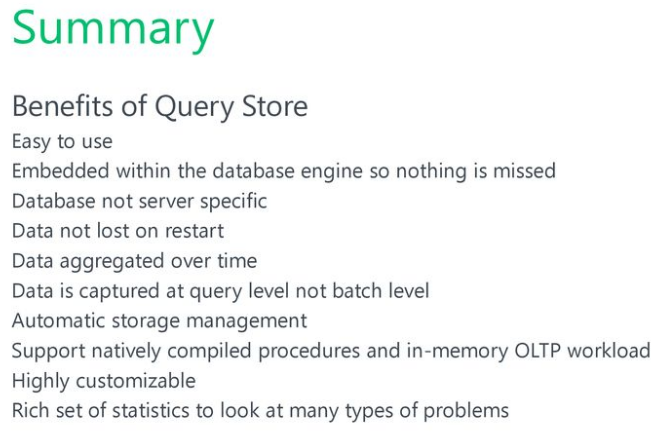 Summary
Benefits of Query Store
Easy to use
Embedded within the database engine so nothing is missed
Database not server specific
Data not lost on restart
Data aggregated over time
Data is captured at query level not batch level
Automatic storage management
Support natively compiled procedures and in-memory OLTP workload
Highly customizable
Rich set of statistics to look at many types of problems